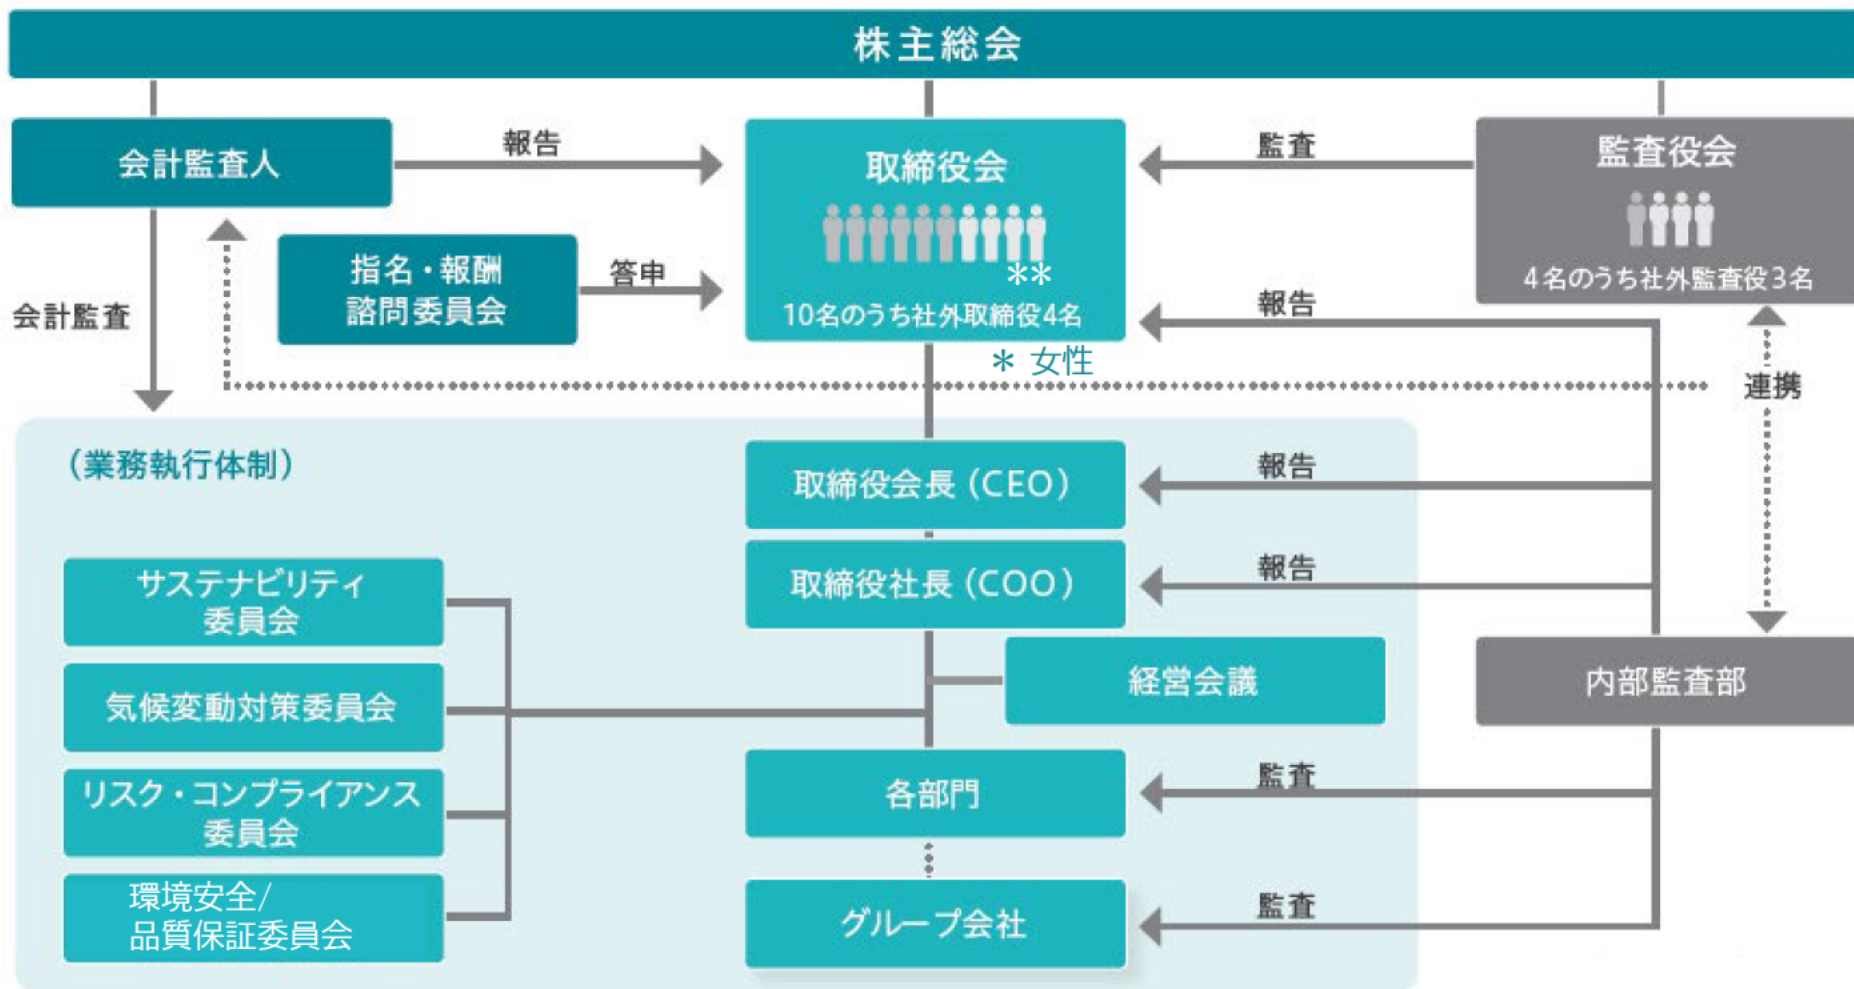 株主総会
会計監査人
報告
取締役会
監査
監査役会
指名・報酬
諮問委員会
答申
**
10名のうち社外取締役4名
4名のうち社外監査役3名
会計監査
報告
* 女性
連携
(業務執行体制)
取締役会長(CEO)
報告
取締役社長(COO)
報告
サステナビリティ
委員会
経営会議
内部監査部
気候変動対策委員会
リスク・コンプライアンス
委員会
各部門
監査
環境安全/
品質保証委員会
グループ会社
監査